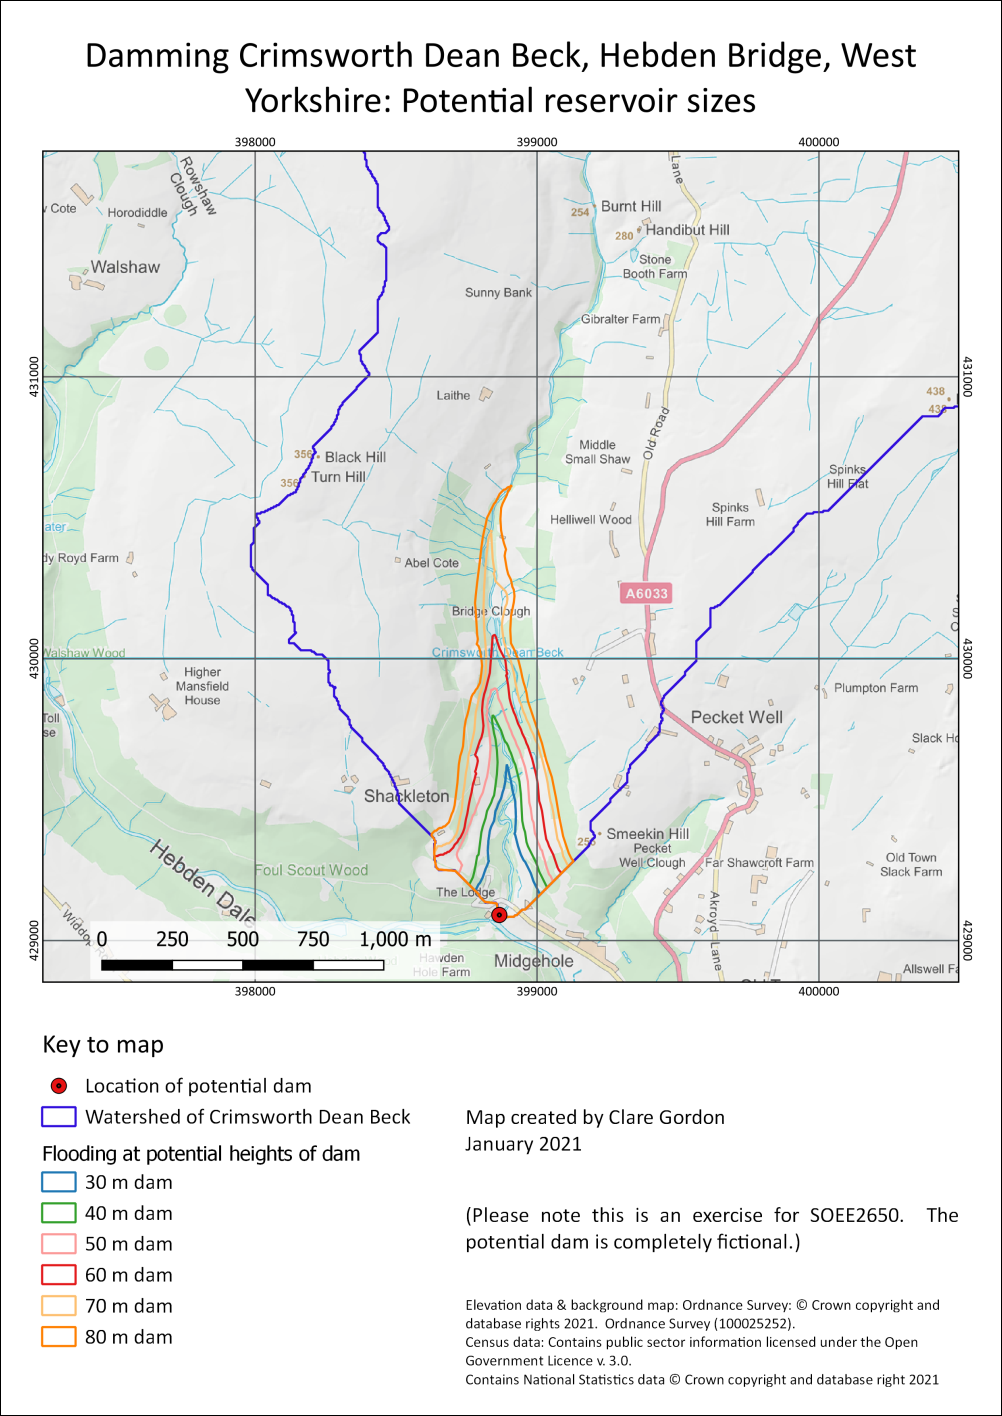 Damming Crimsworth Dean Beck, Hebden Bridge, West
Yorkshire: Potential reservoir sizes
398000
399000
400000
Rowshaw
Clough
Lane
Cote
Horodiddle
254
Burnt Hill
280
Handibut Hill
Walshaw
Stone
Booth Farm
Sunny Bank
Gibralter Farm
431000
431000
Laithe
438
Old Road
Middle
Small Shaw
356
Black Hill
Turn Hill
356
Spinks
Hill Flat
Spinks
Hill Farm
Helliwell Wood
ater
dy Royd Farm
Abel Cote
A6033
Bridge Clough
Crimsworth Dean Beck
Walshaw Wood
430000
430000
Higher
Mansfield
House
Plumpton Farm
Toll
se
Pecket Well
Slack Ho
Shackleton
Smeekin Hill
Pecket
Well Clough
Hebden Dale
Foul Scout Wood
Far Shawcroft Farm
Old Town
Slack Farm
The Lodge
Akroyd Lane
Widdo
0 250 500 750 1,000 m
429000
429000
Hawden
Hole Farm
Midgehole
Allswell Fa
398000
399000
400000
Key to map
Location of potential dam
Watershed of Crimsworth Dean Beck
Flooding at potential heights of dam
30 m dam
40 m dam
50 m dam
60 m dam
70 m dam
80 m dam
Map created by Clare Gordon
January 2021
(Please note this is an exercise for SOEE2650. The
potential dam is completely fictional.)
Elevation data & background map: Ordnance Survey: © Crown copyright and
database rights 2021. Ordnance Survey (100025252).
Census data: Contains public sector information licensed under the Open
Government Licence v. 3.0.
Contains National Statistics data © Crown copyright and database right 2021